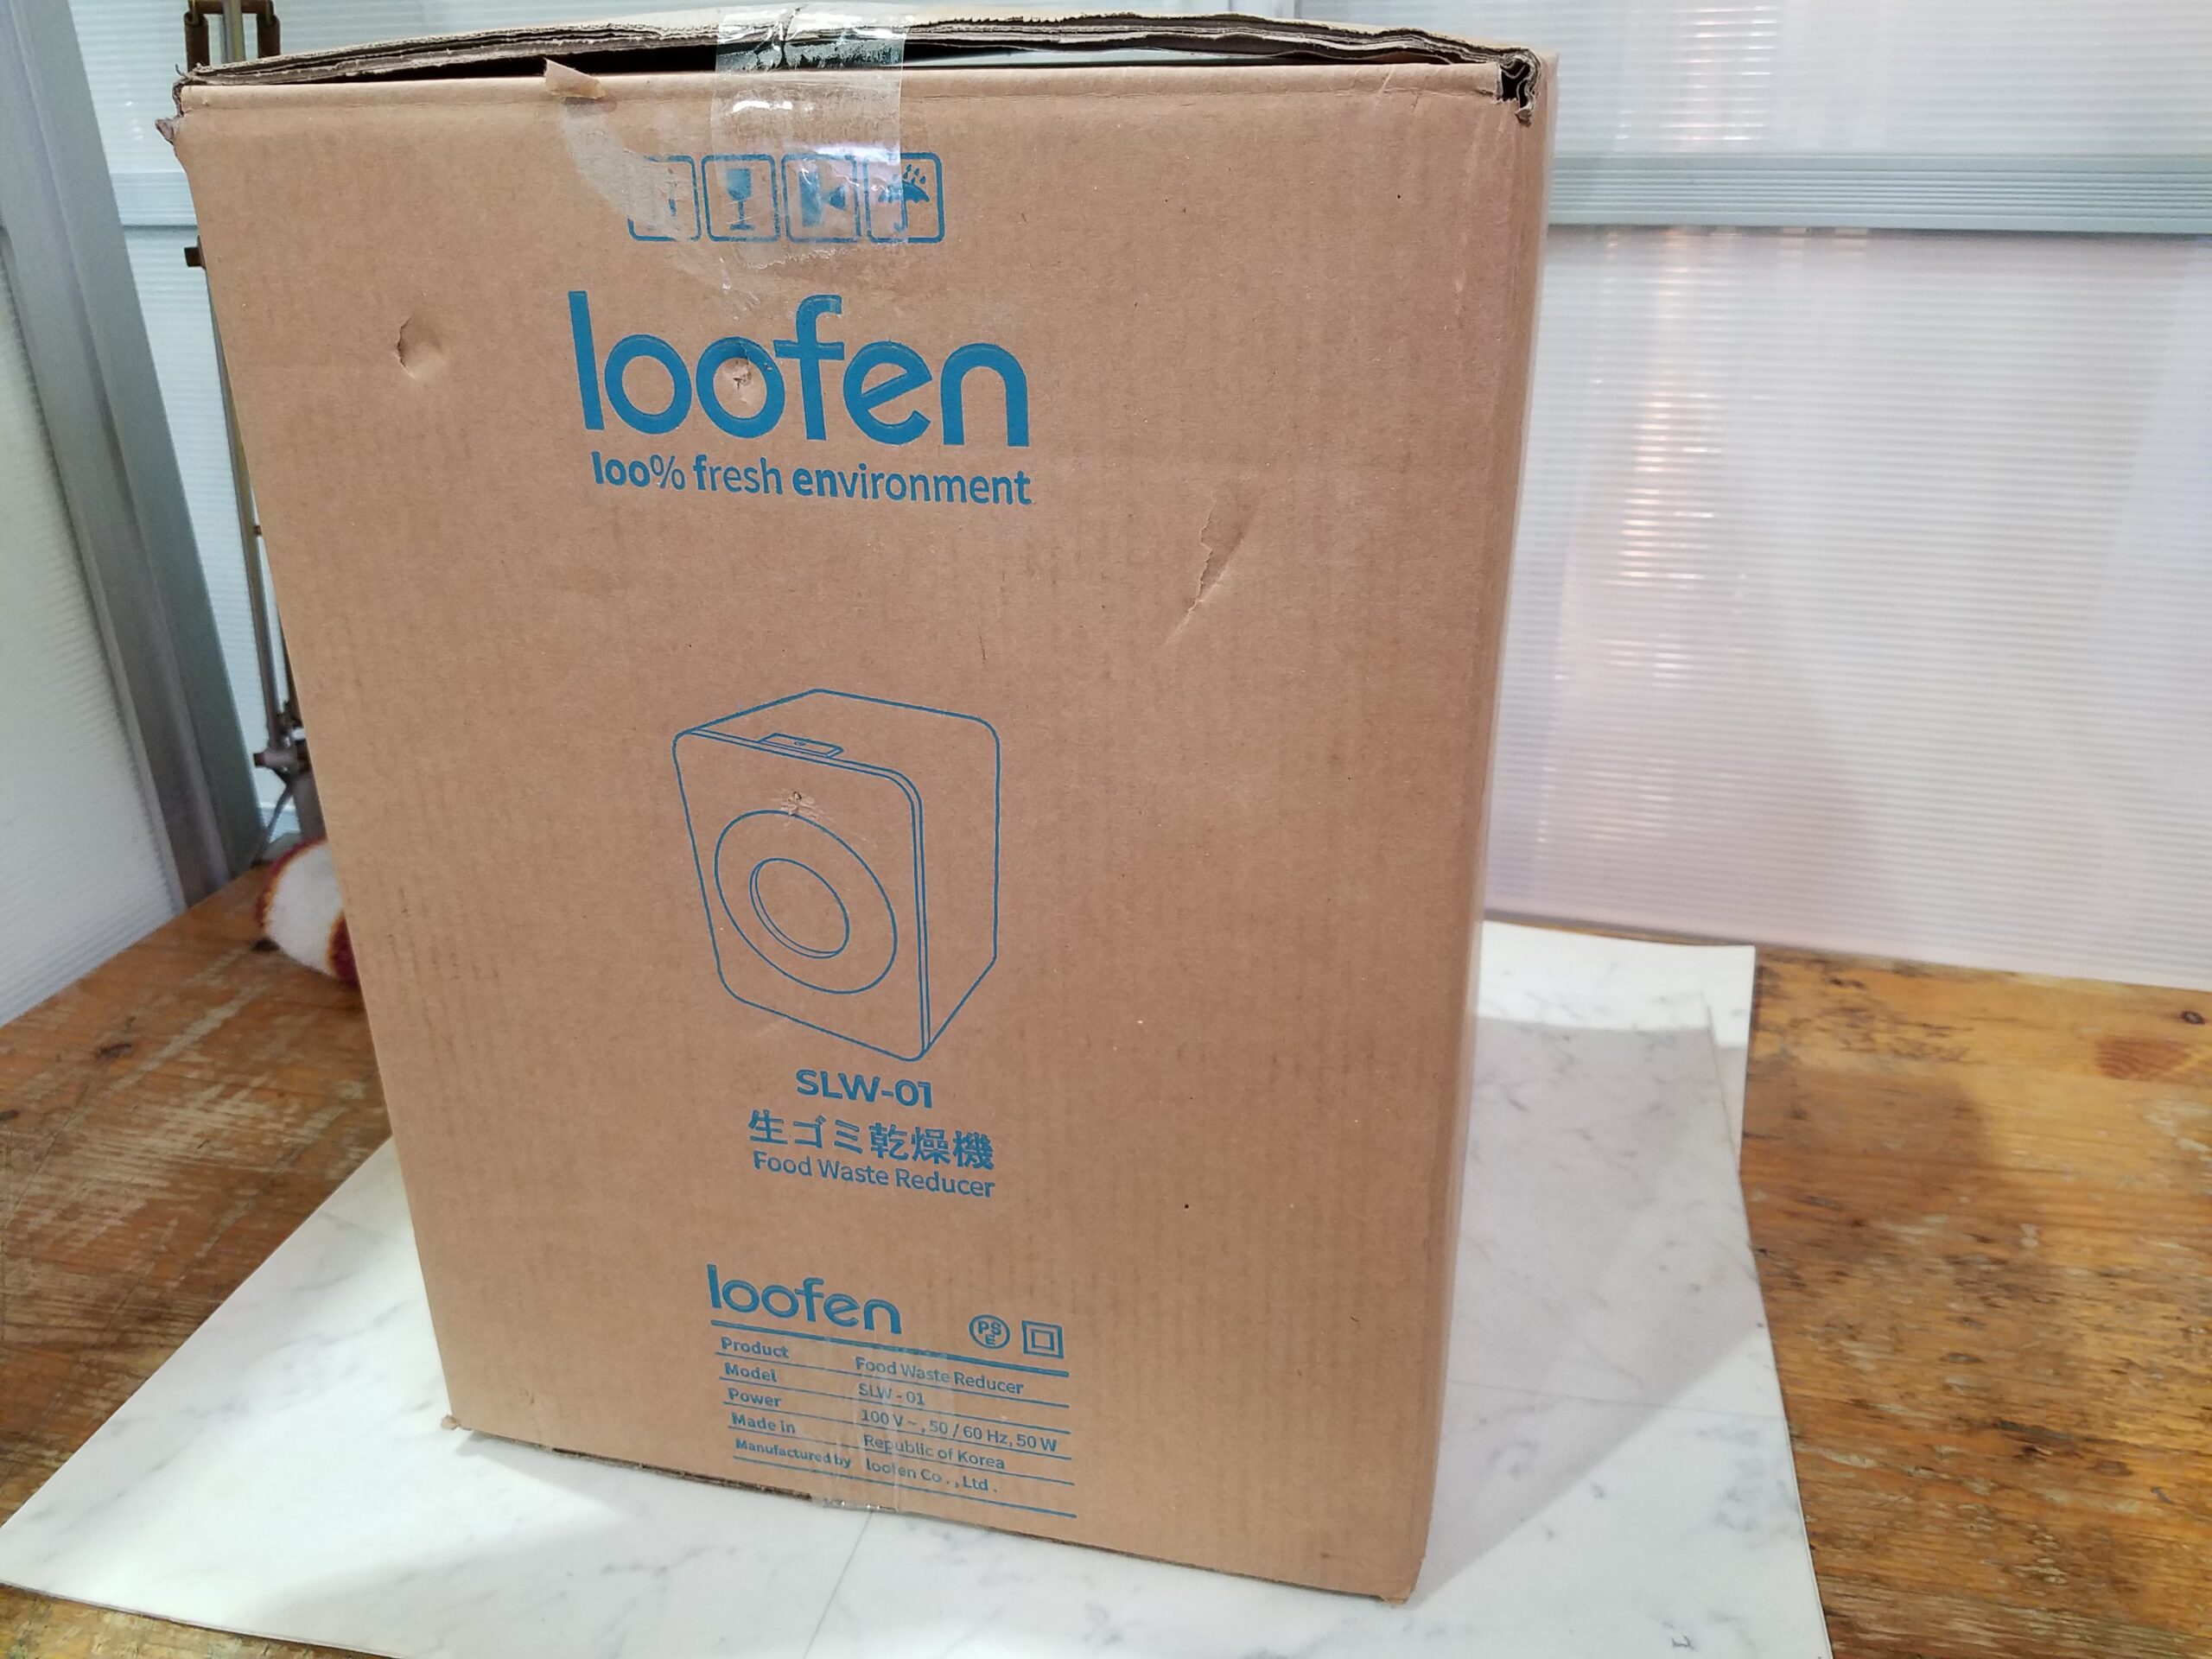 loofen
loo% fresh environment
SLW-01
生ゴミ乾燥機
Food Waste Reducer
loofen
PS
E
Product Food Waste Reducer
Model SLW - 01
Power 100 V ~ , 50 / 60 Hz, 50 W
Made in Republic of Korea
Manufactured by loofen Co . , Ltd .